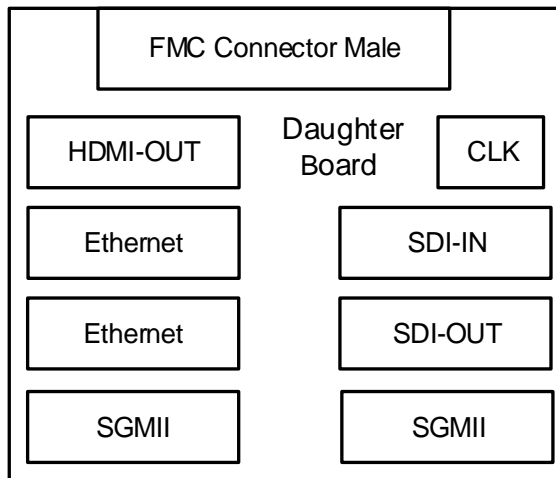 FMC Connector Male
HDMI-OUT
Daughter
Board
CLK
Ethernet
SDI-IN
Ethernet
SDI-OUT
SGMII
SGMII